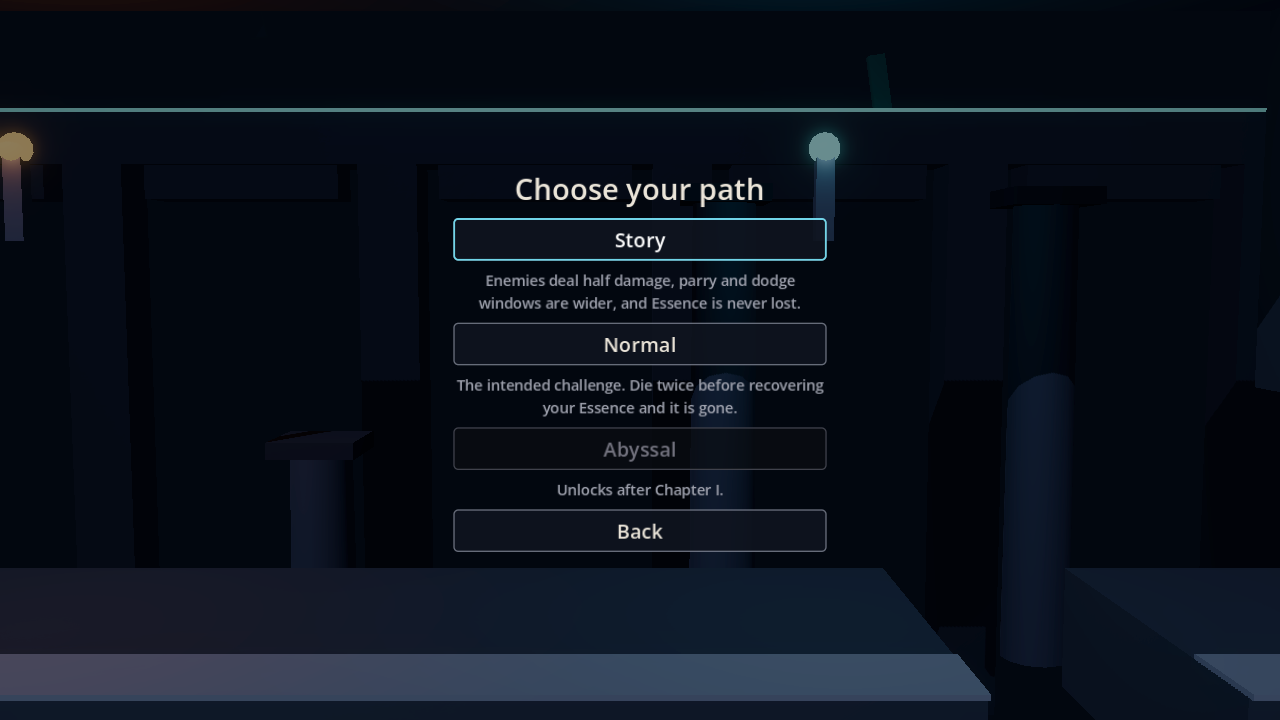 Choose your path
Story
Enemies deal half damage, parry and dodge
windows are wider, and Essence is never lost.
Normal
The intended challenge. Die twice before recovering
your Essence and it is gone.
Abyssal
Unlocks after Chapter I.
Back